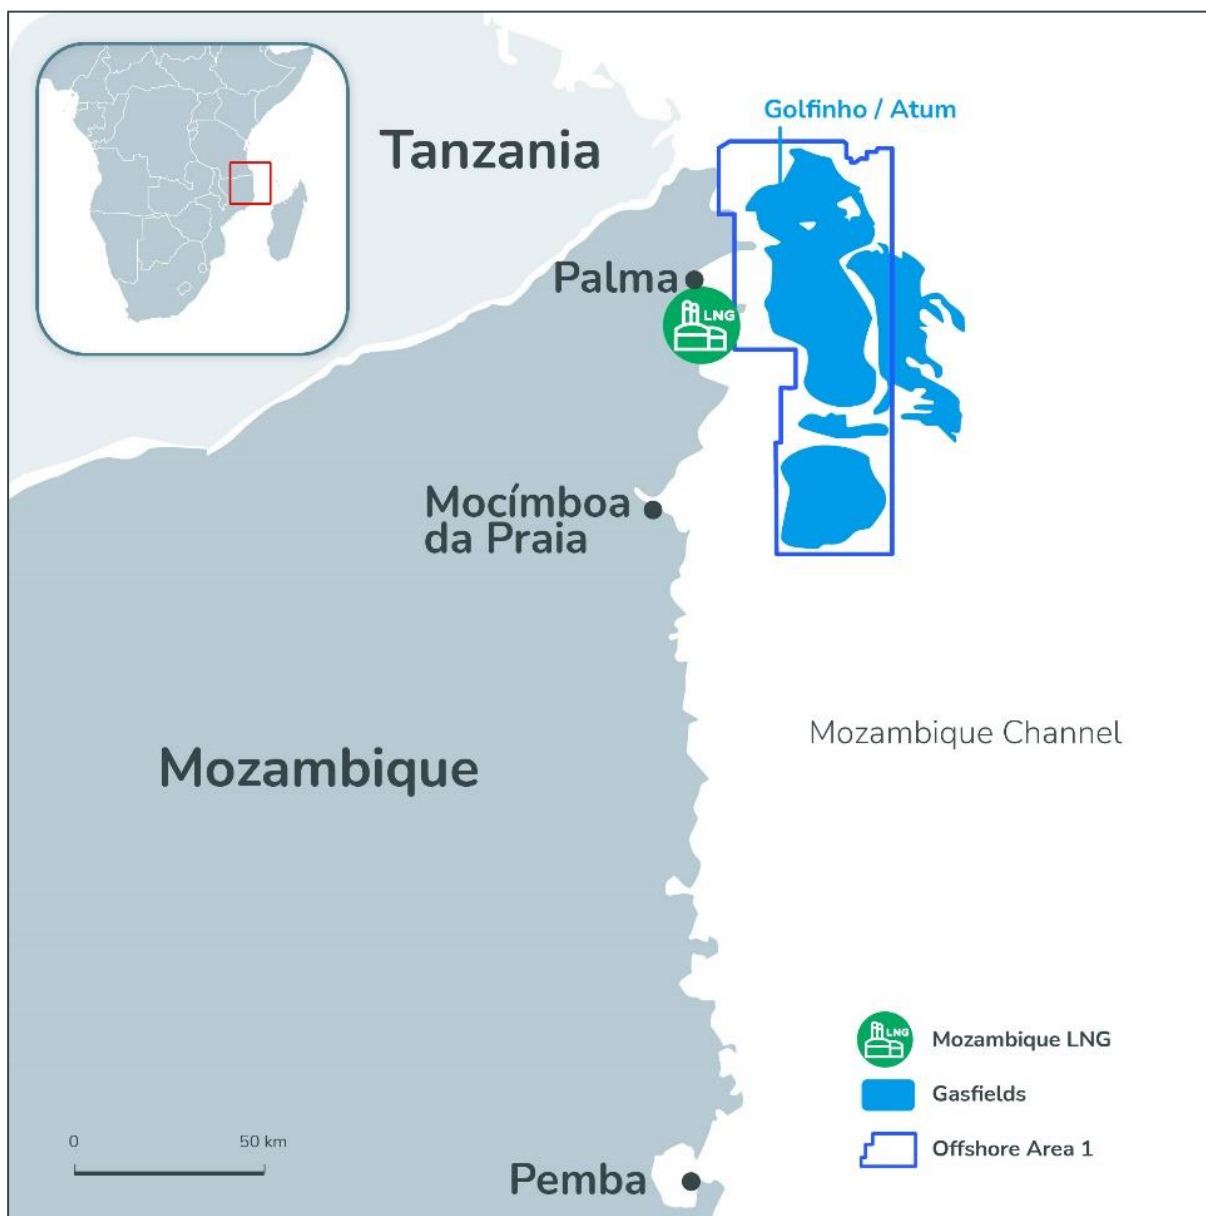 Golfinho / Atum
Tanzania
Palma
LNG
Mocímboa
da Praia
Mozambique Channel
Mozambique
LNG
Mozambique LNG
Gasfields
Offshore Area 1
0 50 km
Pemba